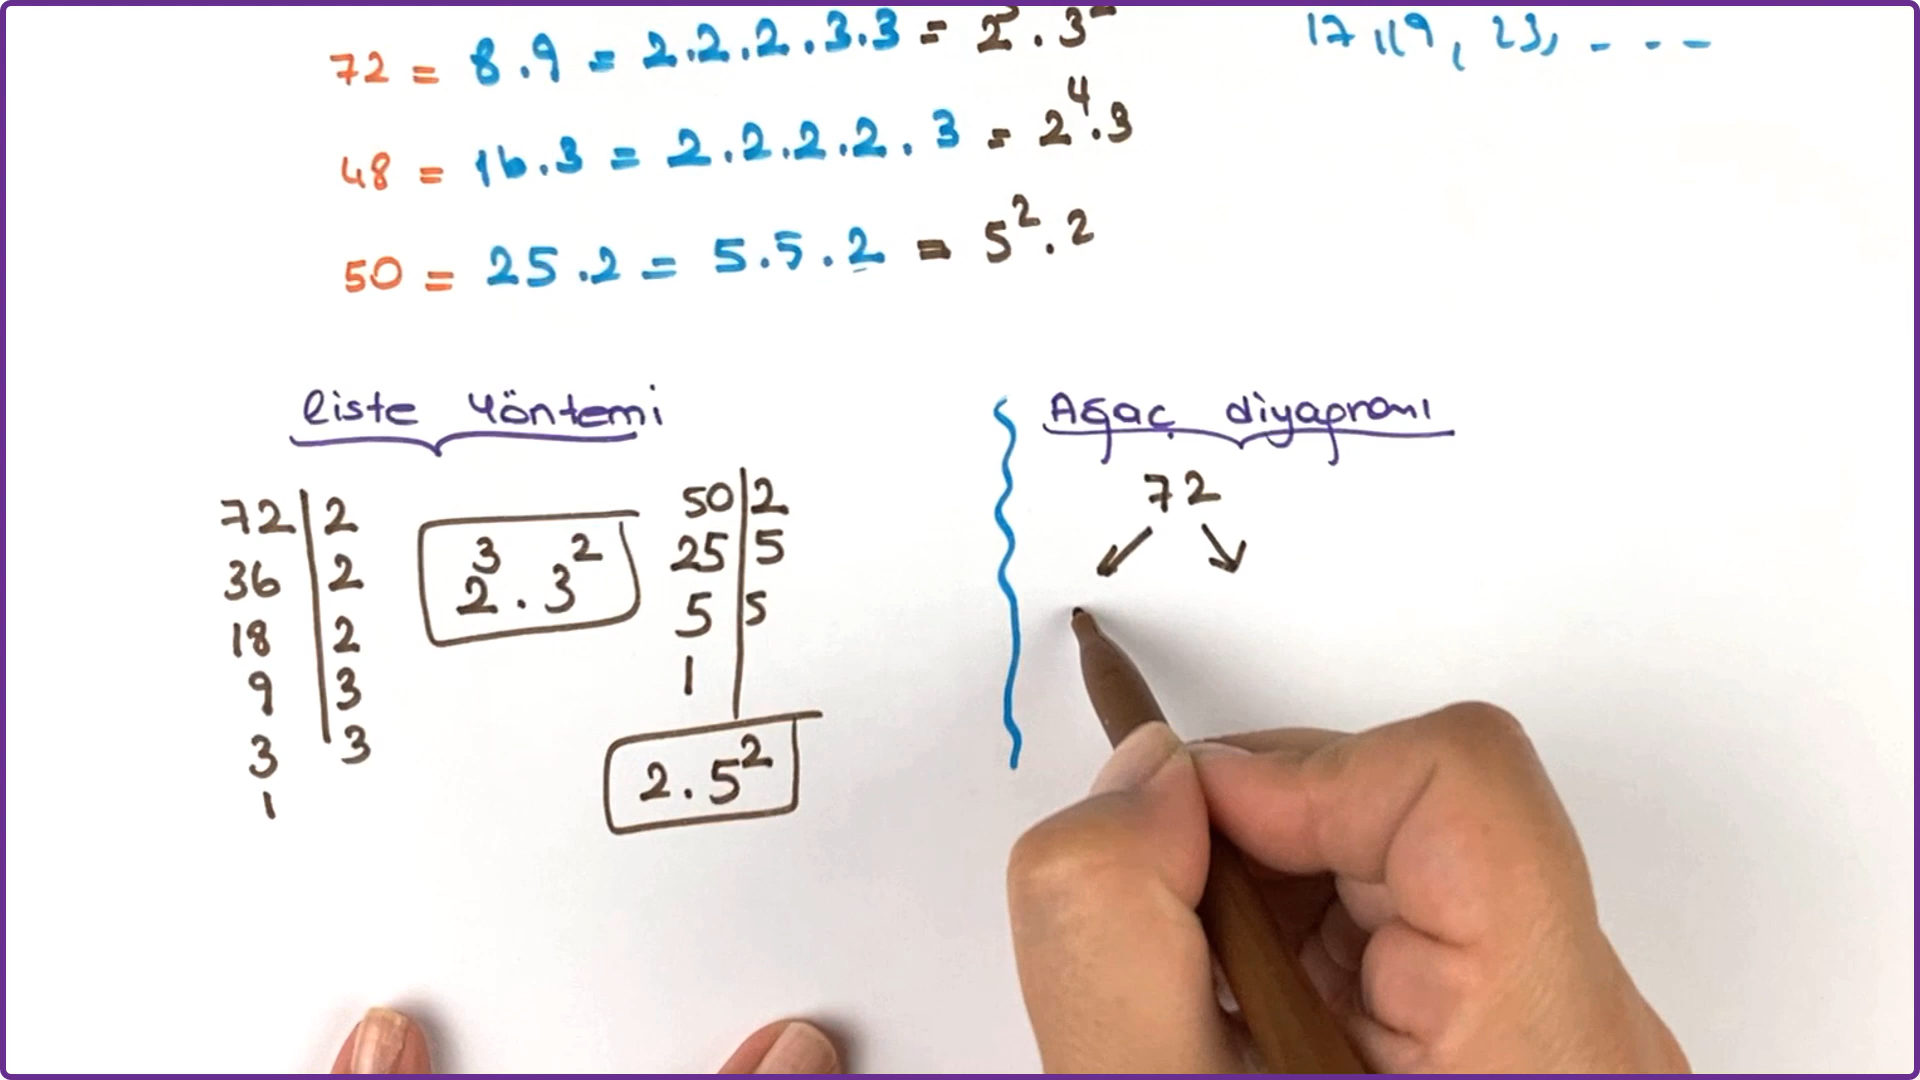 72 = 8.9 = 2.2.2.3.3 = 2 . 3
17, 19, 23, - - -
48 = 16.3 = 2.2.2.2.3 = 2⁴.3
50 = 25.2 = 5.5.2 = 5².2
Liste Yöntemi
72 | 2
36 | 2
18 | 2
9 | 3
3 | 3
1
2³.3²
50 | 2
25 | 5
5 | 5
1
2.5²
Ağaç diyagramı
72